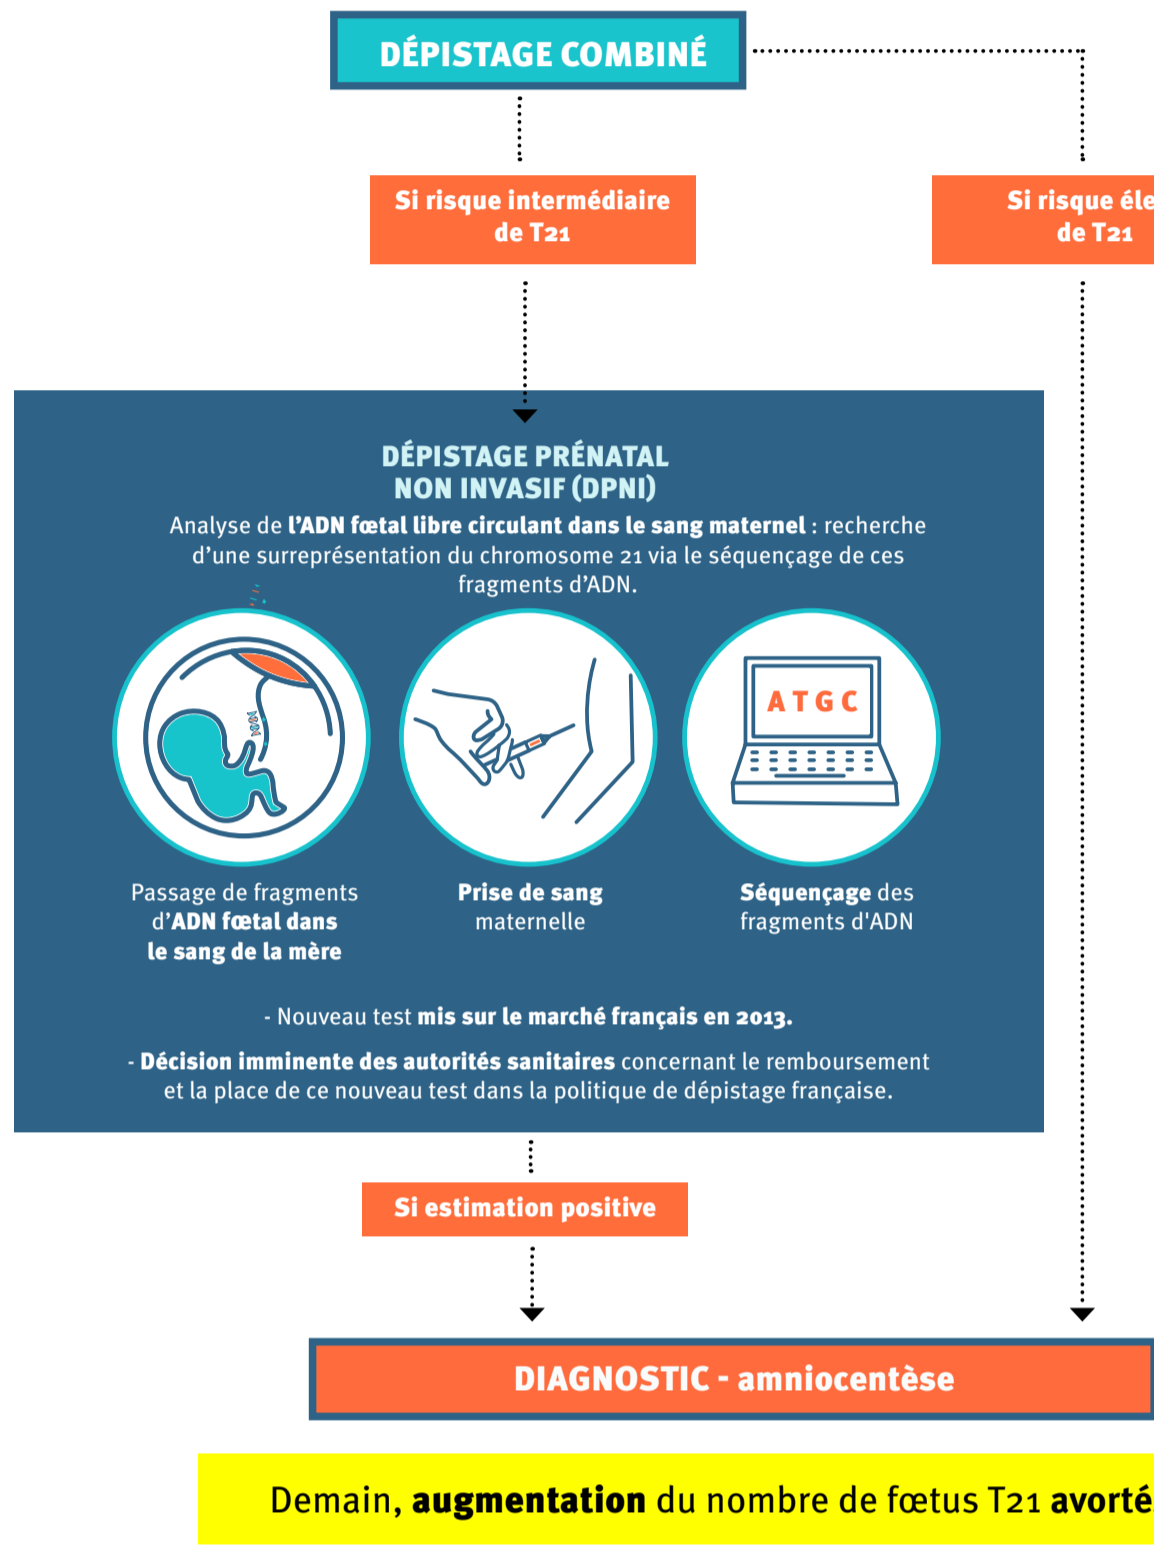 DÉPISTAGE COMBINÉ
Si risque intermédiaire
de T21
Si risque éle
de T21
DÉPISTAGE PRÉNATAL
NON INVASIF (DPNI)
Analyse de l’ADN fœtal libre circulant dans le sang maternel : recherche
d’une surreprésentation du chromosome 21 via le séquençage de ces
fragments d’ADN.
A T G C
Passage de fragments
d’ADN fœtal dans
le sang de la mère
Prise de sang
maternelle
Séquençage des
fragments d'ADN
- Nouveau test mis sur le marché français en 2013.
- Décision imminente des autorités sanitaires concernant le remboursement
et la place de ce nouveau test dans la politique de dépistage française.
Si estimation positive
DIAGNOSTIC - amniocentèse
Demain, augmentation du nombre de fœtus T21 avorté